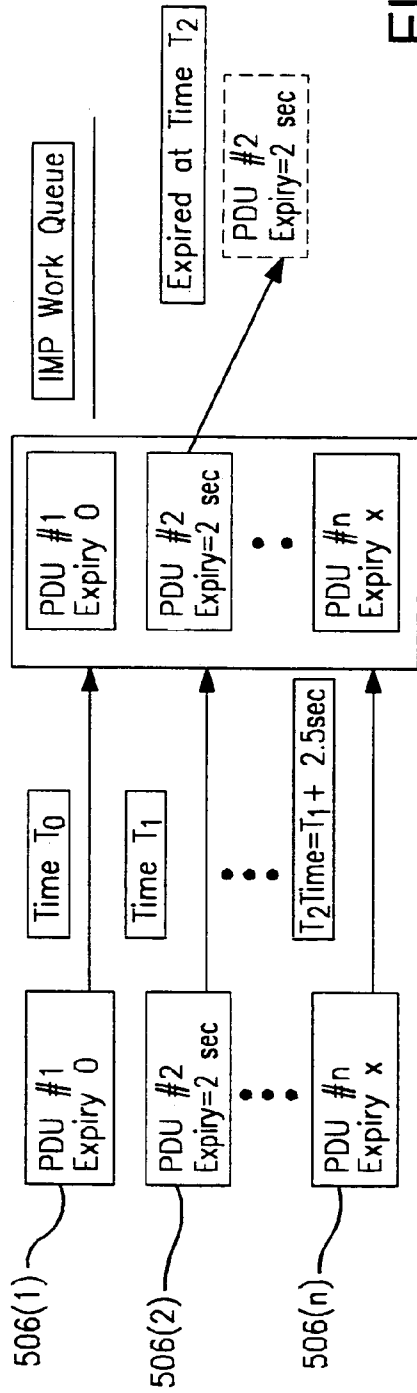 506(1)
PDU #1
Expiry 0
Time T0
IMP Work Queue
PDU #1
Expiry 0
506(2)
PDU #2
Expiry=2 sec
Time T1
PDU #2
Expiry=2 sec
Expired at Time T2
PDU #2
Expiry=2 sec
506(n)
PDU #n
Expiry x
T2Time=T1+ 2.5sec
PDU #n
Expiry x